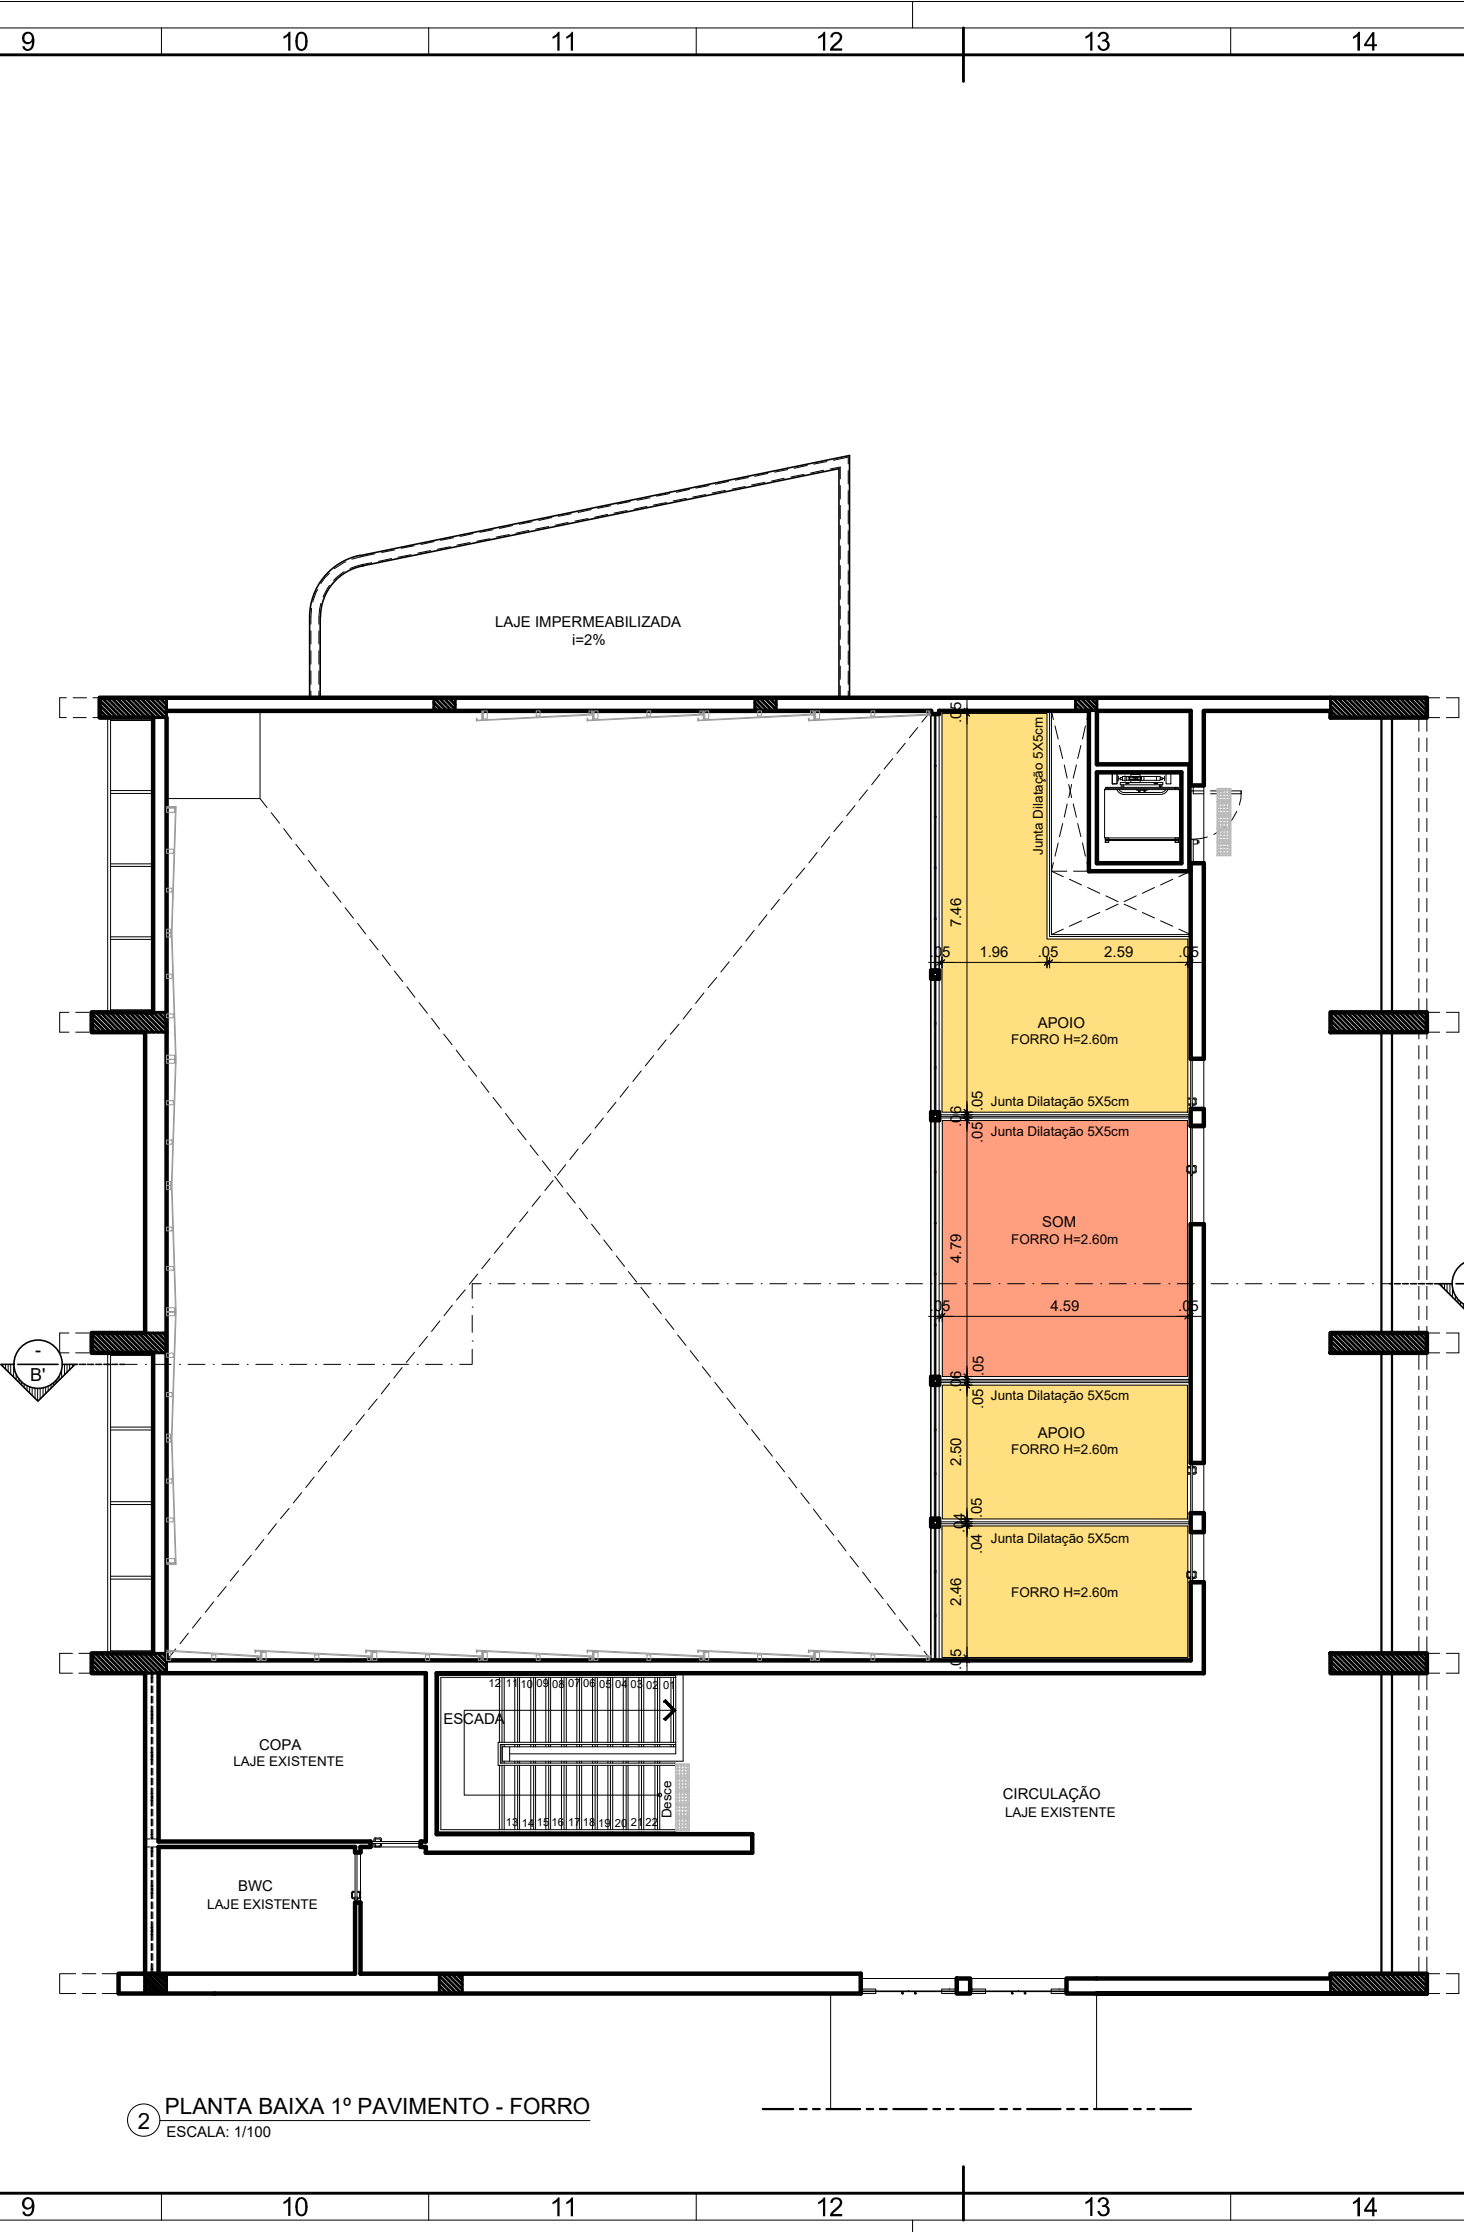 9 10 11 12 13 14
LAJE IMPERMEABILIZADA
i=2%
.05
Junta Dilatação 5X5cm
7.46
.05 1.96 .05 2.59 .05
APOIO
FORRO H=2.60m
.05
Junta Dilatação 5X5cm
.06
.05
Junta Dilatação 5X5cm
SOM
FORRO H=2.60m
4.79
.05 4.59 .05
.05
.06
.05
Junta Dilatação 5X5cm
APOIO
FORRO H=2.60m
2.50
.05
.04
.04
Junta Dilatação 5X5cm
2.46
FORRO H=2.60m
.05
-
B'
12 11 10 09 08 07 06 05 04 03 02 01
ESCADA
COPA
LAJE EXISTENTE
Desce
13 14 15 16 17 18 19 20 21 22
CIRCULAÇÃO
LAJE EXISTENTE
BWC
LAJE EXISTENTE
2 PLANTA BAIXA 1º PAVIMENTO - FORRO
ESCALA: 1/100
9 10 11 12 13 14